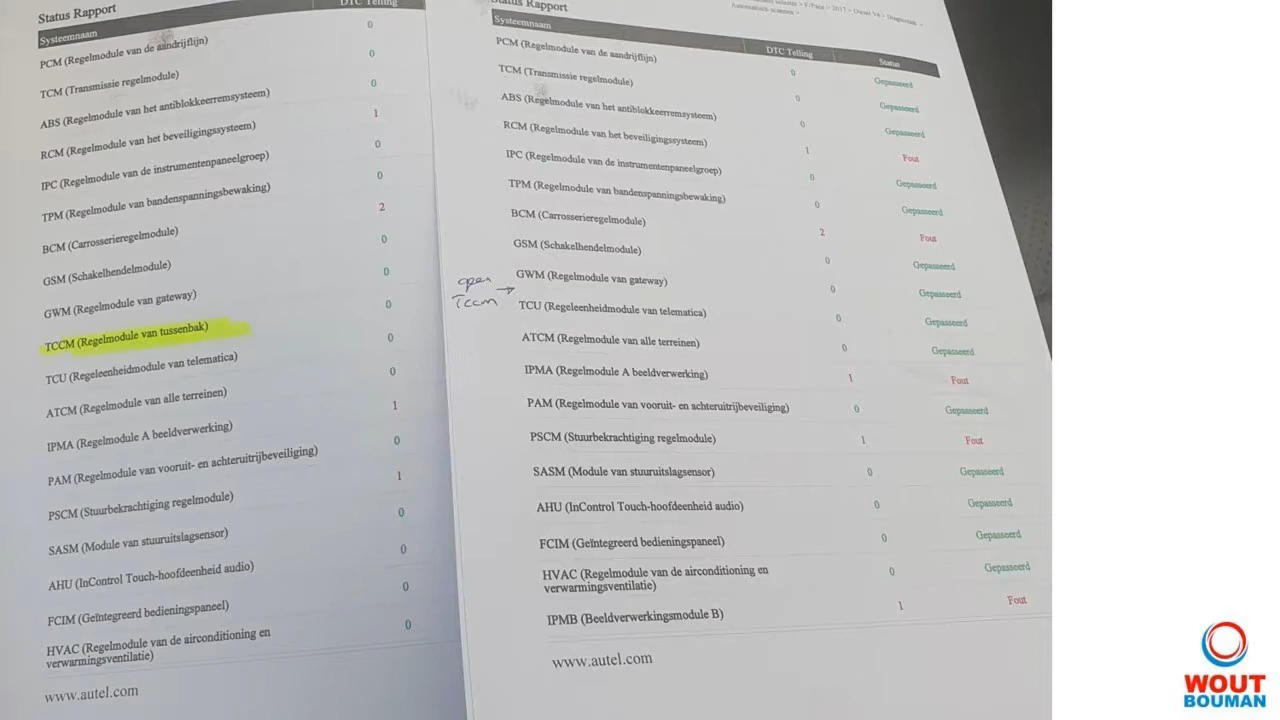 Status Rapport
Systeemnaam DTC Telling
PCM (Regelmodule van de aandrijflijn) 0
TCM (Transmissie regelmodule) 0
ABS (Regelmodule van het antiblokkeerremsysteem) 0
RCM (Regelmodule van het beveiligingssysteem) 1
IPC (Regelmodule van de instrumentenpaneelgroep) 0
TPM (Regelmodule van bandenspanningsbewaking) 0
BCM (Carrosserieregelmodule) 2
GSM (Schakelhendelmodule) 0
GWM (Regelmodule van gateway) 0
TCCM (Regelmodule van tussenbak) 0
TCU (Regeleenheidmodule van telematica) 0
ATCM (Regelmodule van alle terreinen) 0
IPMA (Regelmodule A beeldverwerking) 1
PAM (Regelmodule van vooruit- en achteruitrijbeveiliging) 0
PSCM (Stuurbekrachtiging regelmodule) 1
SASM (Module van stuuruitslagsensor) 0
AHU (InControl Touch-hoofdeenheid audio) 0
FCIM (Geïntegreerd bedieningspaneel) 0
HVAC (Regelmodule van de airconditioning en 0
verwarmingsventilatie)
www.autel.com
Status Rapport
> F-Pace > 2017 > Diesel V6 > Diagnostiek >
Automatisch scannen >
Systeemnaam DTC Telling Status
PCM (Regelmodule van de aandrijflijn) 0 Gepasseerd
TCM (Transmissie regelmodule) 0 Gepasseerd
ABS (Regelmodule van het antiblokkeerremsysteem) 0 Gepasseerd
RCM (Regelmodule van het beveiligingssysteem) 1 Fout
IPC (Regelmodule van de instrumentenpaneelgroep) 0 Gepasseerd
TPM (Regelmodule van bandenspanningsbewaking) 0 Gepasseerd
BCM (Carrosserieregelmodule) 2 Fout
GSM (Schakelhendelmodule) 0 Gepasseerd
GWM (Regelmodule van gateway) 0 Gepasseerd
open
Tccm →
TCU (Regeleenheidmodule van telematica) 0 Gepasseerd
ATCM (Regelmodule van alle terreinen) 0 Gepasseerd
IPMA (Regelmodule A beeldverwerking) 1 Fout
PAM (Regelmodule van vooruit- en achteruitrijbeveiliging) 0 Gepasseerd
PSCM (Stuurbekrachtiging regelmodule) 1 Fout
SASM (Module van stuuruitslagsensor) 0 Gepasseerd
AHU (InControl Touch-hoofdeenheid audio) 0 Gepasseerd
FCIM (Geïntegreerd bedieningspaneel) 0 Gepasseerd
HVAC (Regelmodule van de airconditioning en 0 Gepasseerd
verwarmingsventilatie)
IPMB (Beeldverwerkingsmodule B) 1 Fout
www.autel.com
WOUT
BOUMAN